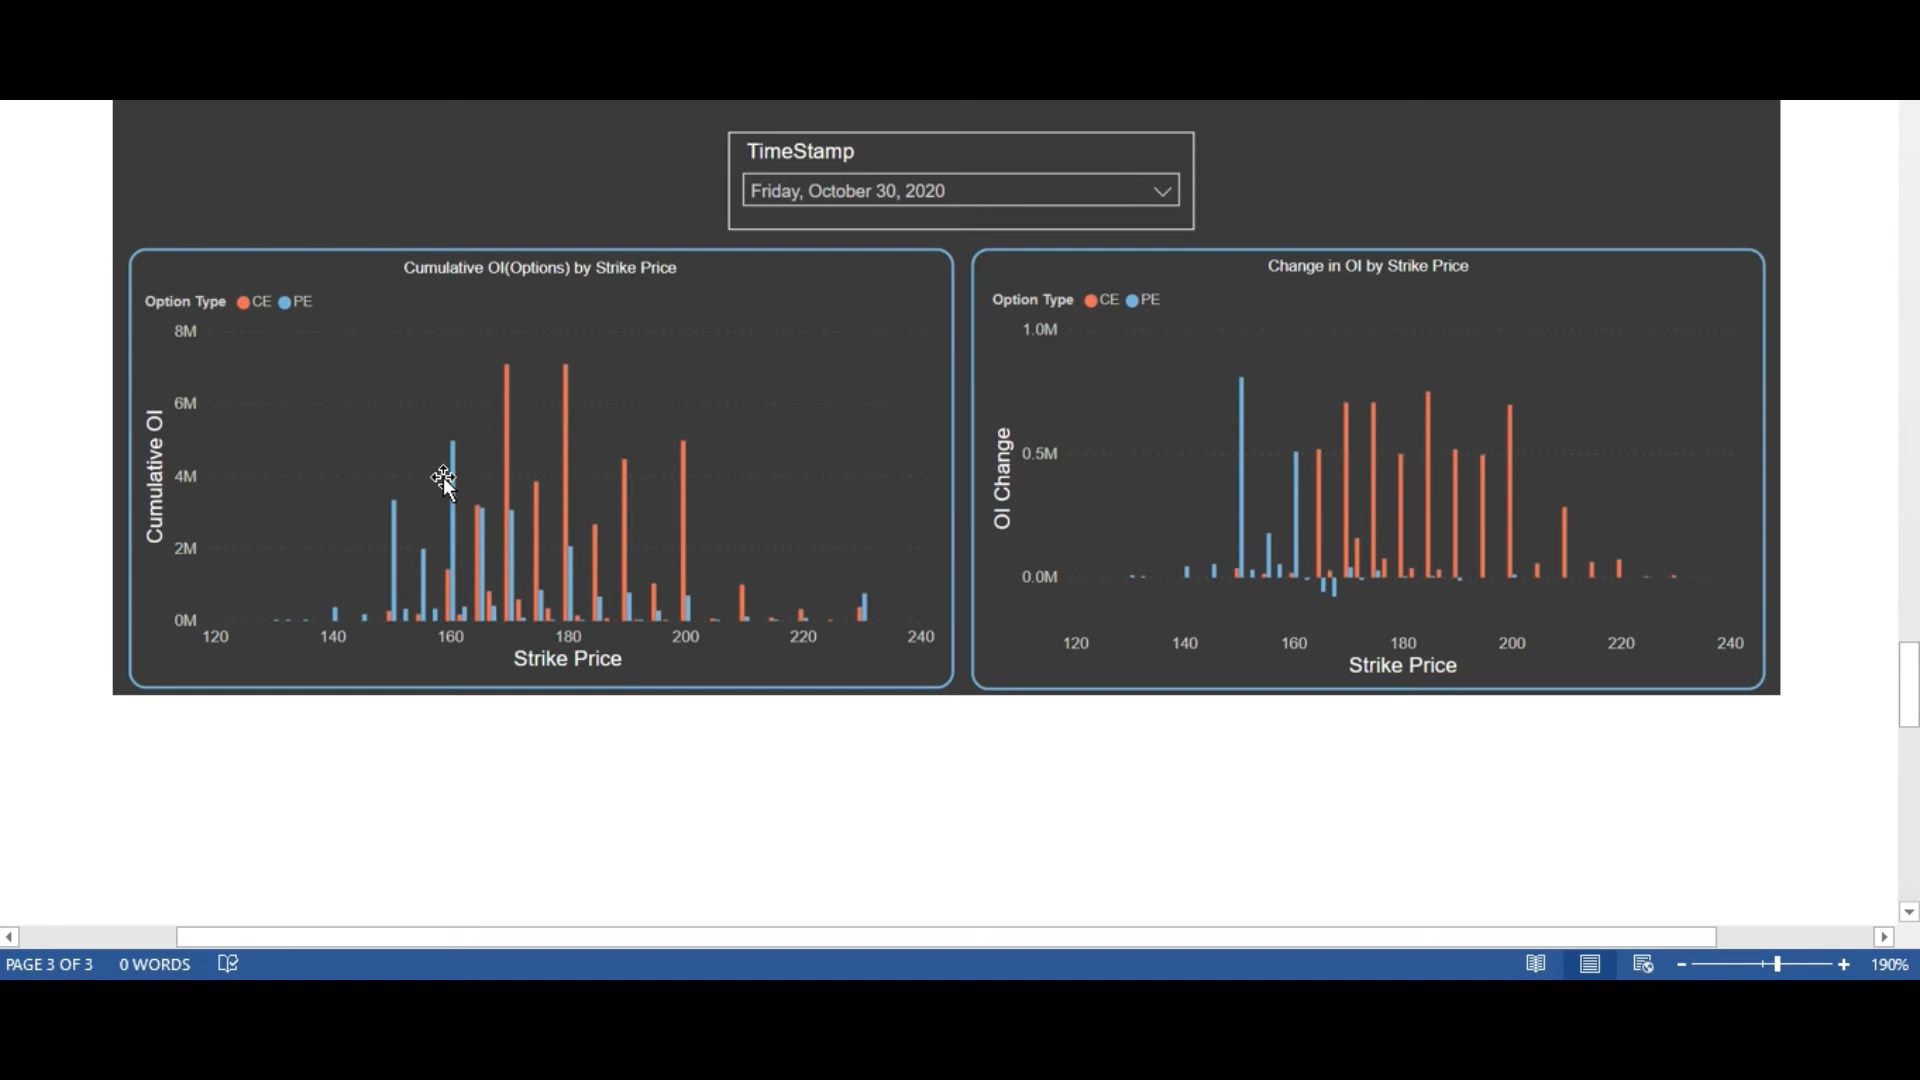 TimeStamp
Friday, October 30, 2020
Cumulative OI(Options) by Strike Price
Option Type CE PE
8M
6M
4M
2M
0M
Cumulative OI
120 140 160 180 200 220 240
Strike Price
Change in OI by Strike Price
Option Type CE PE
1.0M
0.5M
0.0M
OI Change
120 140 160 180 200 220 240
Strike Price
PAGE 3 OF 3 0 WORDS 190%